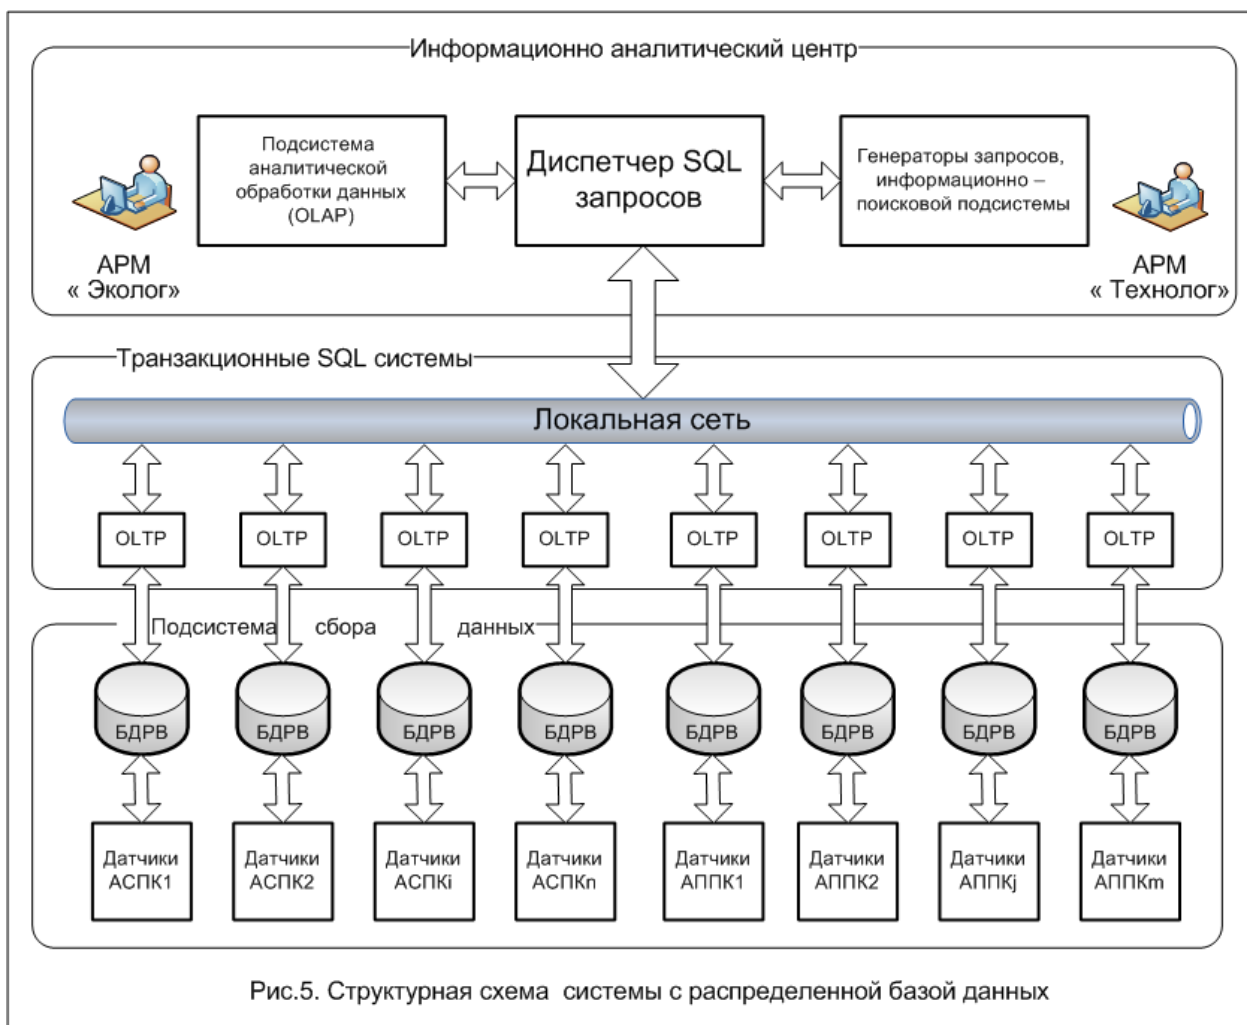 Информационно аналитический центр
Подсистема
аналитической
обработки данных
(OLAP)
Диспетчер SQL
запросов
Генераторы запросов,
информационно –
поисковой подсистемы
АРМ
« Эколог»
АРМ
« Технолог»
Транзакционные SQL системы
Локальная сеть
OLTP OLTP OLTP OLTP OLTP OLTP OLTP OLTP
Подсистема сбора данных
БДРВ БДРВ БДРВ БДРВ БДРВ БДРВ БДРВ БДРВ
Датчики
АСПК1
Датчики
АСПК2
Датчики
АСПКi
Датчики
АСПКn
Датчики
АППК1
Датчики
АППК2
Датчики
АППКj
Датчики
АППКm
Рис.5. Структурная схема системы с распределенной базой данных